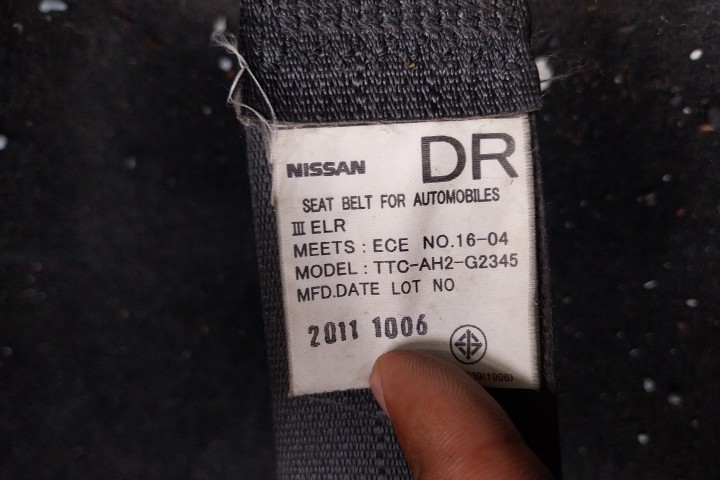 NISSAN DR
SEAT BELT FOR AUTOMOBILES
III ELR
MEETS : ECE NO.16-04
MODEL : TTC-AH2-G2345
MFD.DATE LOT NO
2011 1006
(1996)